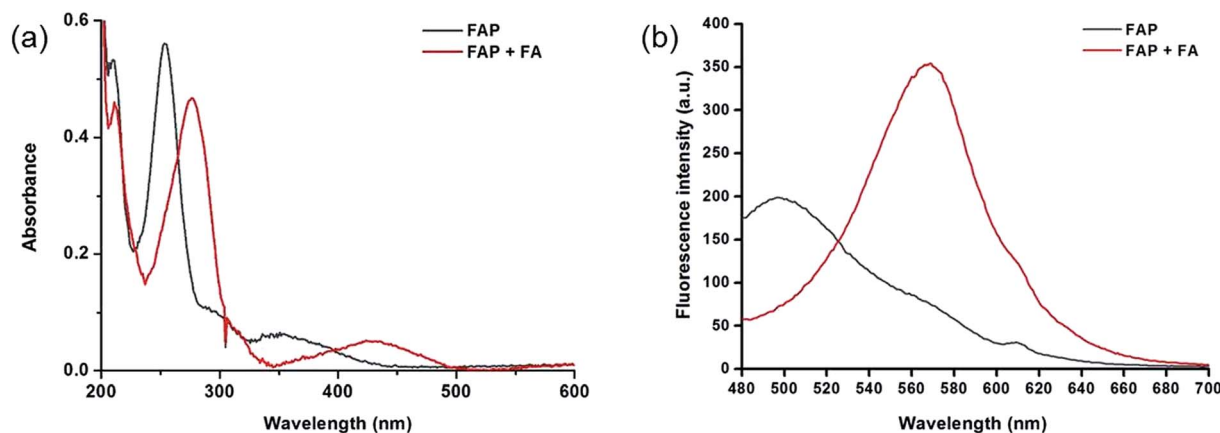 (a)
FAP
FAP + FA
0.6
0.4
0.2
0.0
Absorbance
200
300
400
500
600
Wavelength (nm)
(b)
FAP
FAP + FA
400
350
300
250
200
150
100
50
0
Fluorescence intensity (a.u.)
480 500 520 540 560 580 600 620 640 660 680 700
Wavelength (nm)